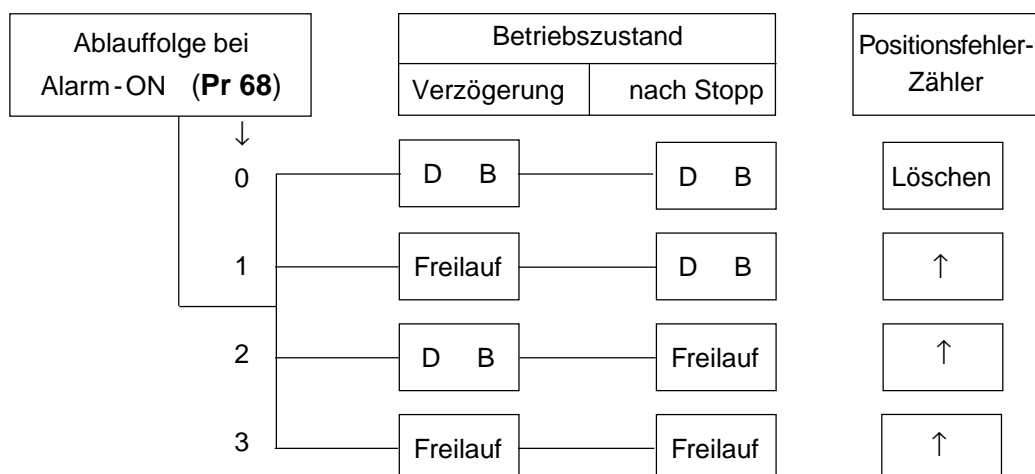 Ablauffolge bei
Alarm-ON (Pr 68)
Betriebszustand
Verzögerung nach Stopp
Positionsfehler-
Zähler
↓
0 D B D B Löschen
1 Freilauf D B ↑
2 D B Freilauf ↑
3 Freilauf Freilauf ↑